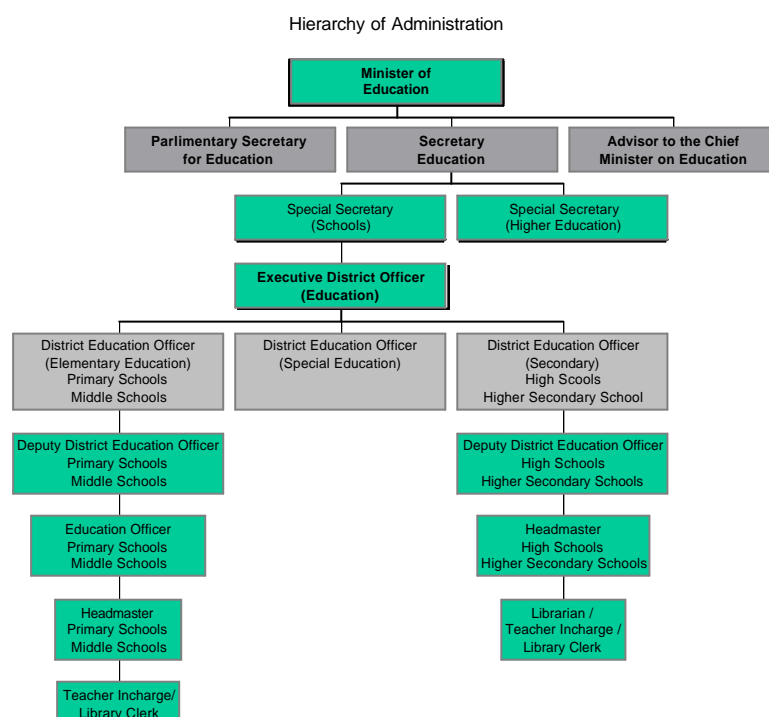 Hierarchy of Administration
Minister of
Education
Parlimentary Secretary
for Education
Secretary
Education
Advisor to the Chief
Minister on Education
Special Secretary
(Schools)
Special Secretary
(Higher Education)
Executive District Officer
(Education)
District Education Officer
(Elementary Education)
Primary Schools
Middle Schools
District Education Officer
(Special Education)
District Education Officer
(Secondary)
High Scools
Higher Secondary School
Deputy District Education Officer
Primary Schools
Middle Schools
Deputy District Education Officer
High Schools
Higher Secondary Schools
Education Officer
Primary Schools
Middle Schools
Headmaster
High Schools
Higher Secondary Schools
Headmaster
Primary Schools
Middle Schools
Librarian /
Teacher Incharge /
Library Clerk
Teacher Incharge/
Library Clerk